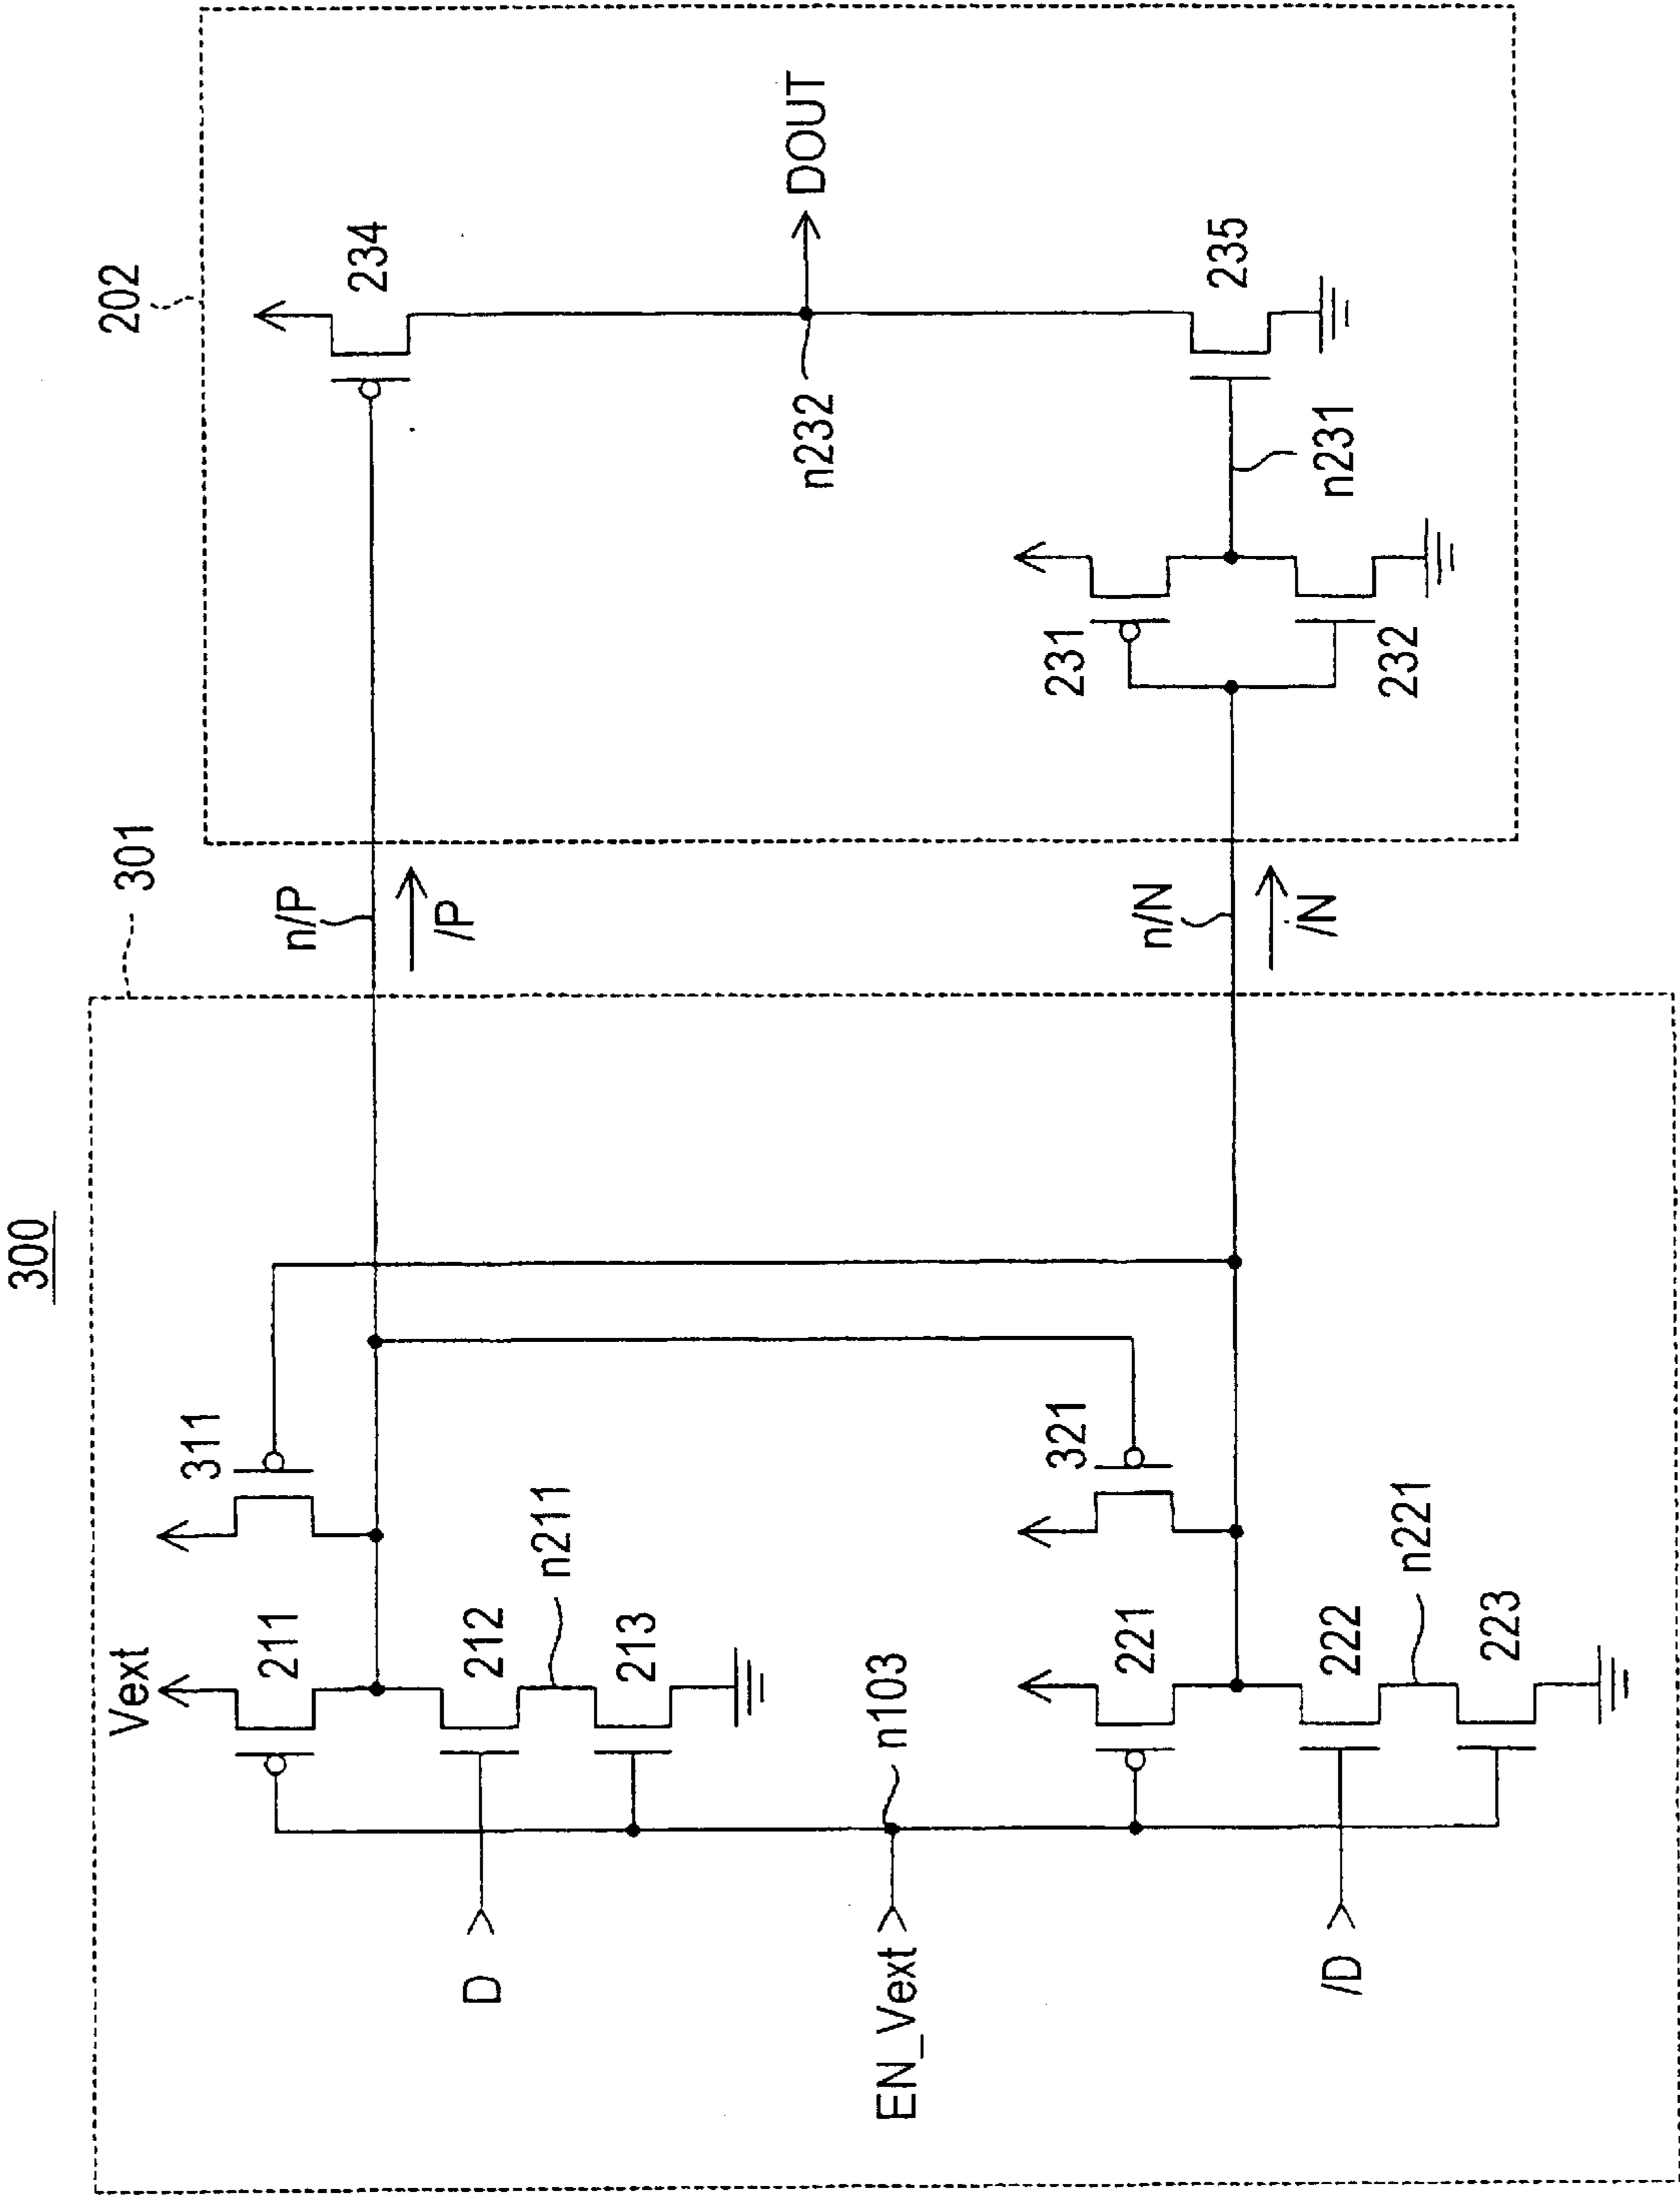 300
301
202
Vext
211
311
D
212
n211
213
EN_Vext
n103
221
321
/D
222
n221
223
n/P
/P
n/N
/N
234
DOUT
n232
231
232
n231
235